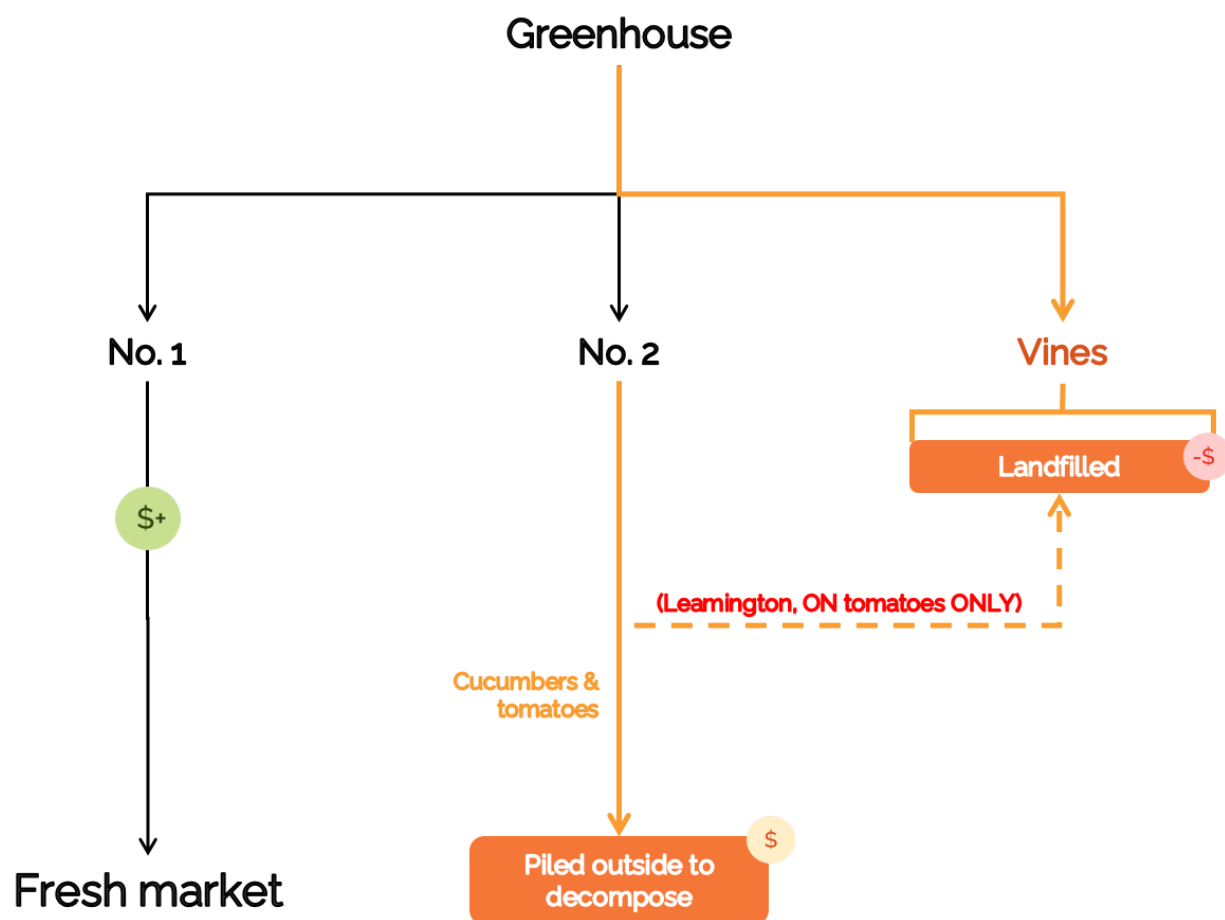 Greenhouse
No. 1
No. 2
Vines
Landfilled
-$
$+
(Leamington, ON tomatoes ONLY)
Cucumbers &
tomatoes
$
Piled outside to
decompose
Fresh market